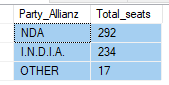 Party_Allianz Total_seats
NDA 292
I.N.D.I.A. 234
OTHER 17